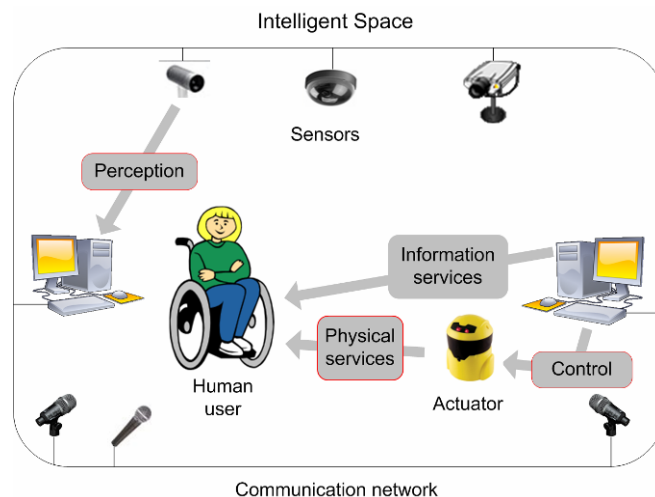 Intelligent Space
Sensors
Perception
Information
services
Physical
services
Control
Human
user
Actuator
Communication network